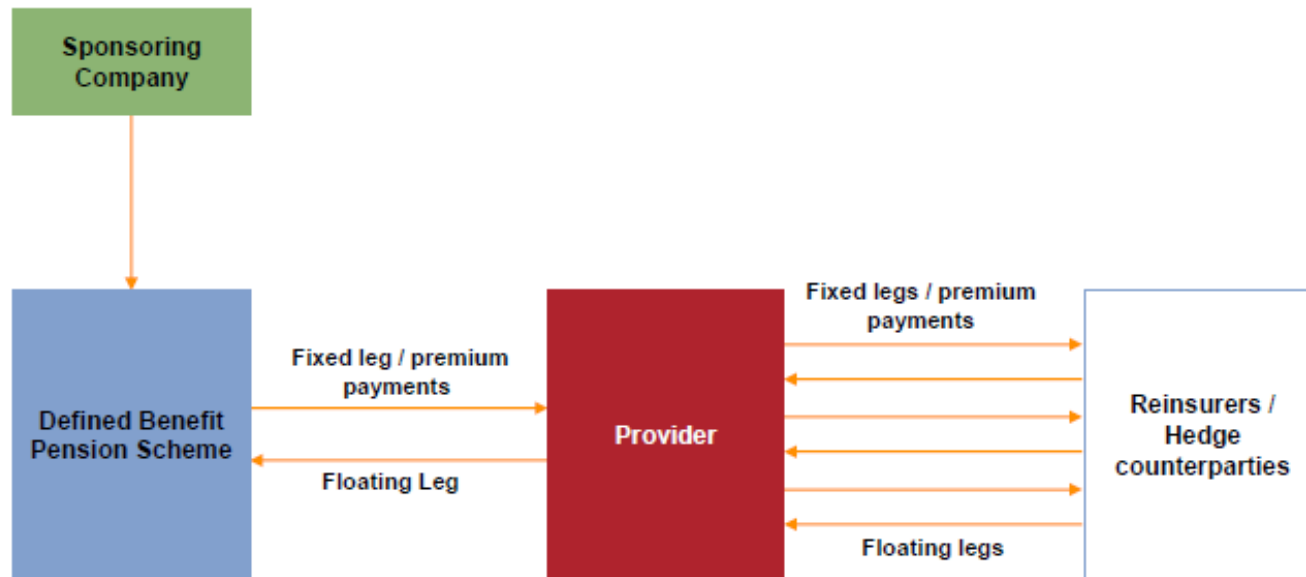 Sponsoring
Company
Fixed leg / premium
payments
Fixed legs / premium
payments
Defined Benefit
Pension Scheme
Provider
Reinsurers /
Hedge
counterparties
Floating Leg
Floating legs